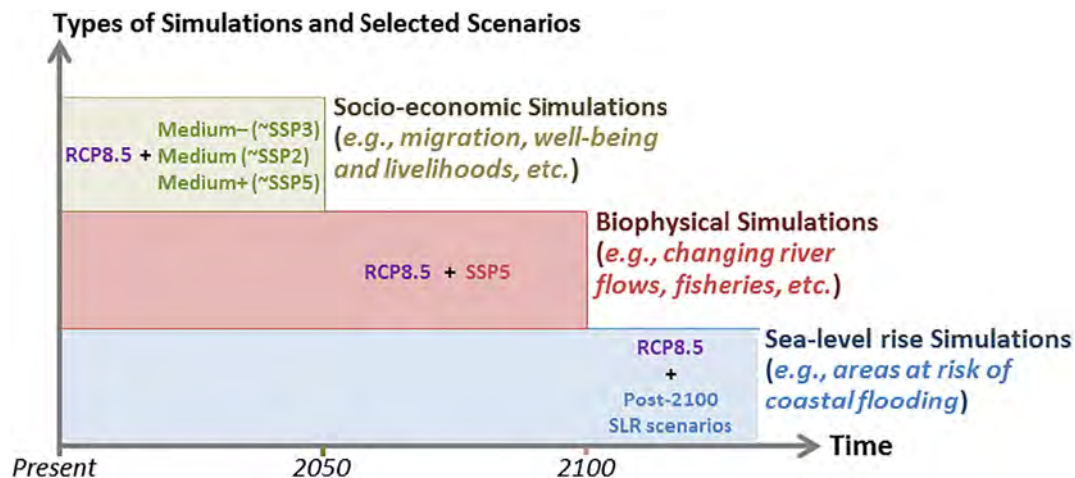 Types of Simulations and Selected Scenarios
Socio-economic Simulations
(e.g., migration, well-being
and livelihoods, etc.)
Medium– (~SSP3)
RCP8.5 + Medium (~SSP2)
Medium+ (~SSP5)
Biophysical Simulations
(e.g., changing river
flows, fisheries, etc.)
RCP8.5 + SSP5
Sea-level rise Simulations
(e.g., areas at risk of
coastal flooding)
RCP8.5
+
Post-2100
SLR scenarios
Time
Present 2050 2100